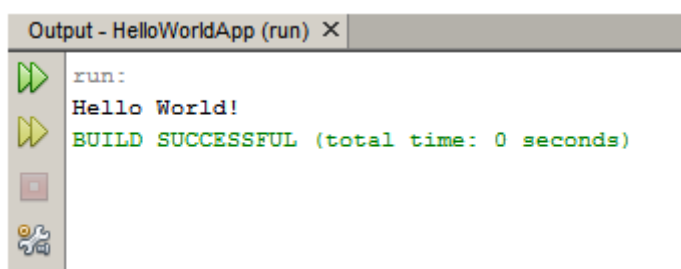 Output - HelloWorldApp (run) ×
run:
Hello World!
BUILD SUCCESSFUL (total time: 0 seconds)